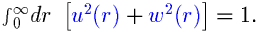 ∫₀^∞ dr [u²(r) + w²(r)] = 1.